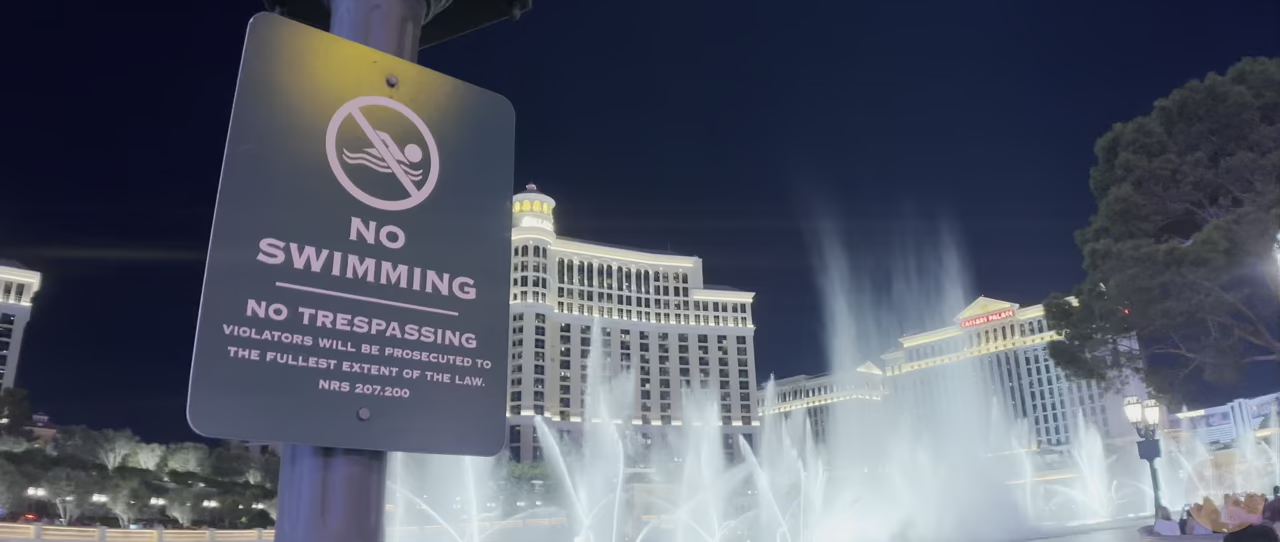 NO
SWIMMING
NO TRESPASSING
VIOLATORS WILL BE PROSECUTED TO
THE FULLEST EXTENT OF THE LAW.
NRS 207.200
CAESARS PALACE